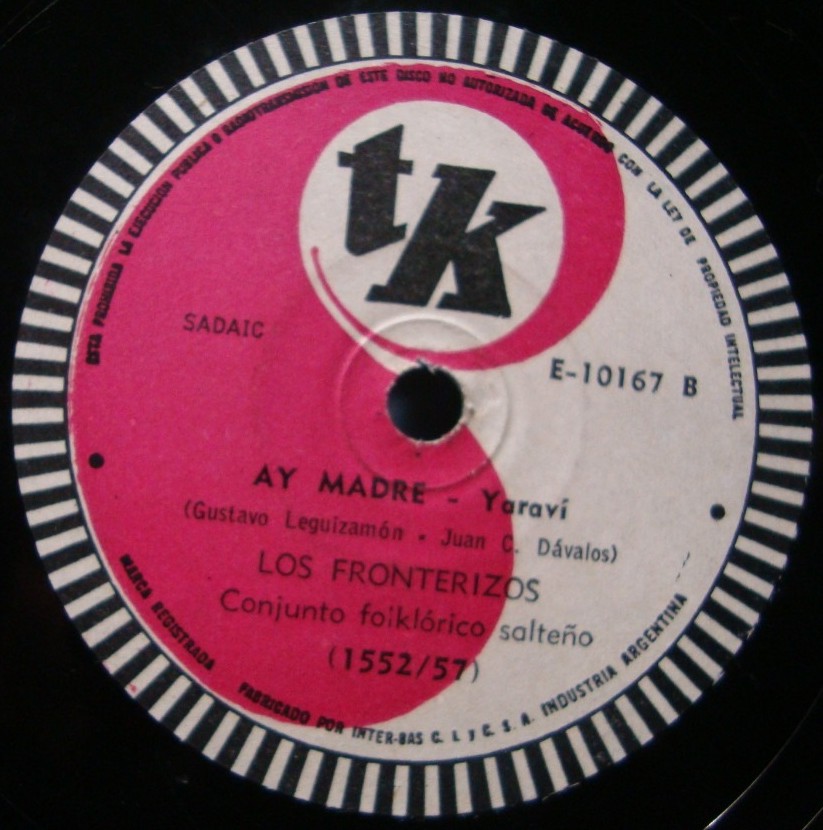 ESTA PROHIBIDA LA EJECUCION PUBLICA O RADIOTRANSMISION DE ESTE DISCO NO AUTORIZADA DE ACUERDO CON LA LEY DE PROPIEDAD INTELECTUAL
tk
SADAIC
E-10167 B
AY MADRE - Yaraví
(Gustavo Leguizamón - Juan C. Dávalos)
LOS FRONTERIZOS
Conjunto folklórico salteño
(1552/57)
MARCA REGISTRADA
FABRICADO POR INTER-BAS C. I. y C. S. A. INDUSTRIA ARGENTINA